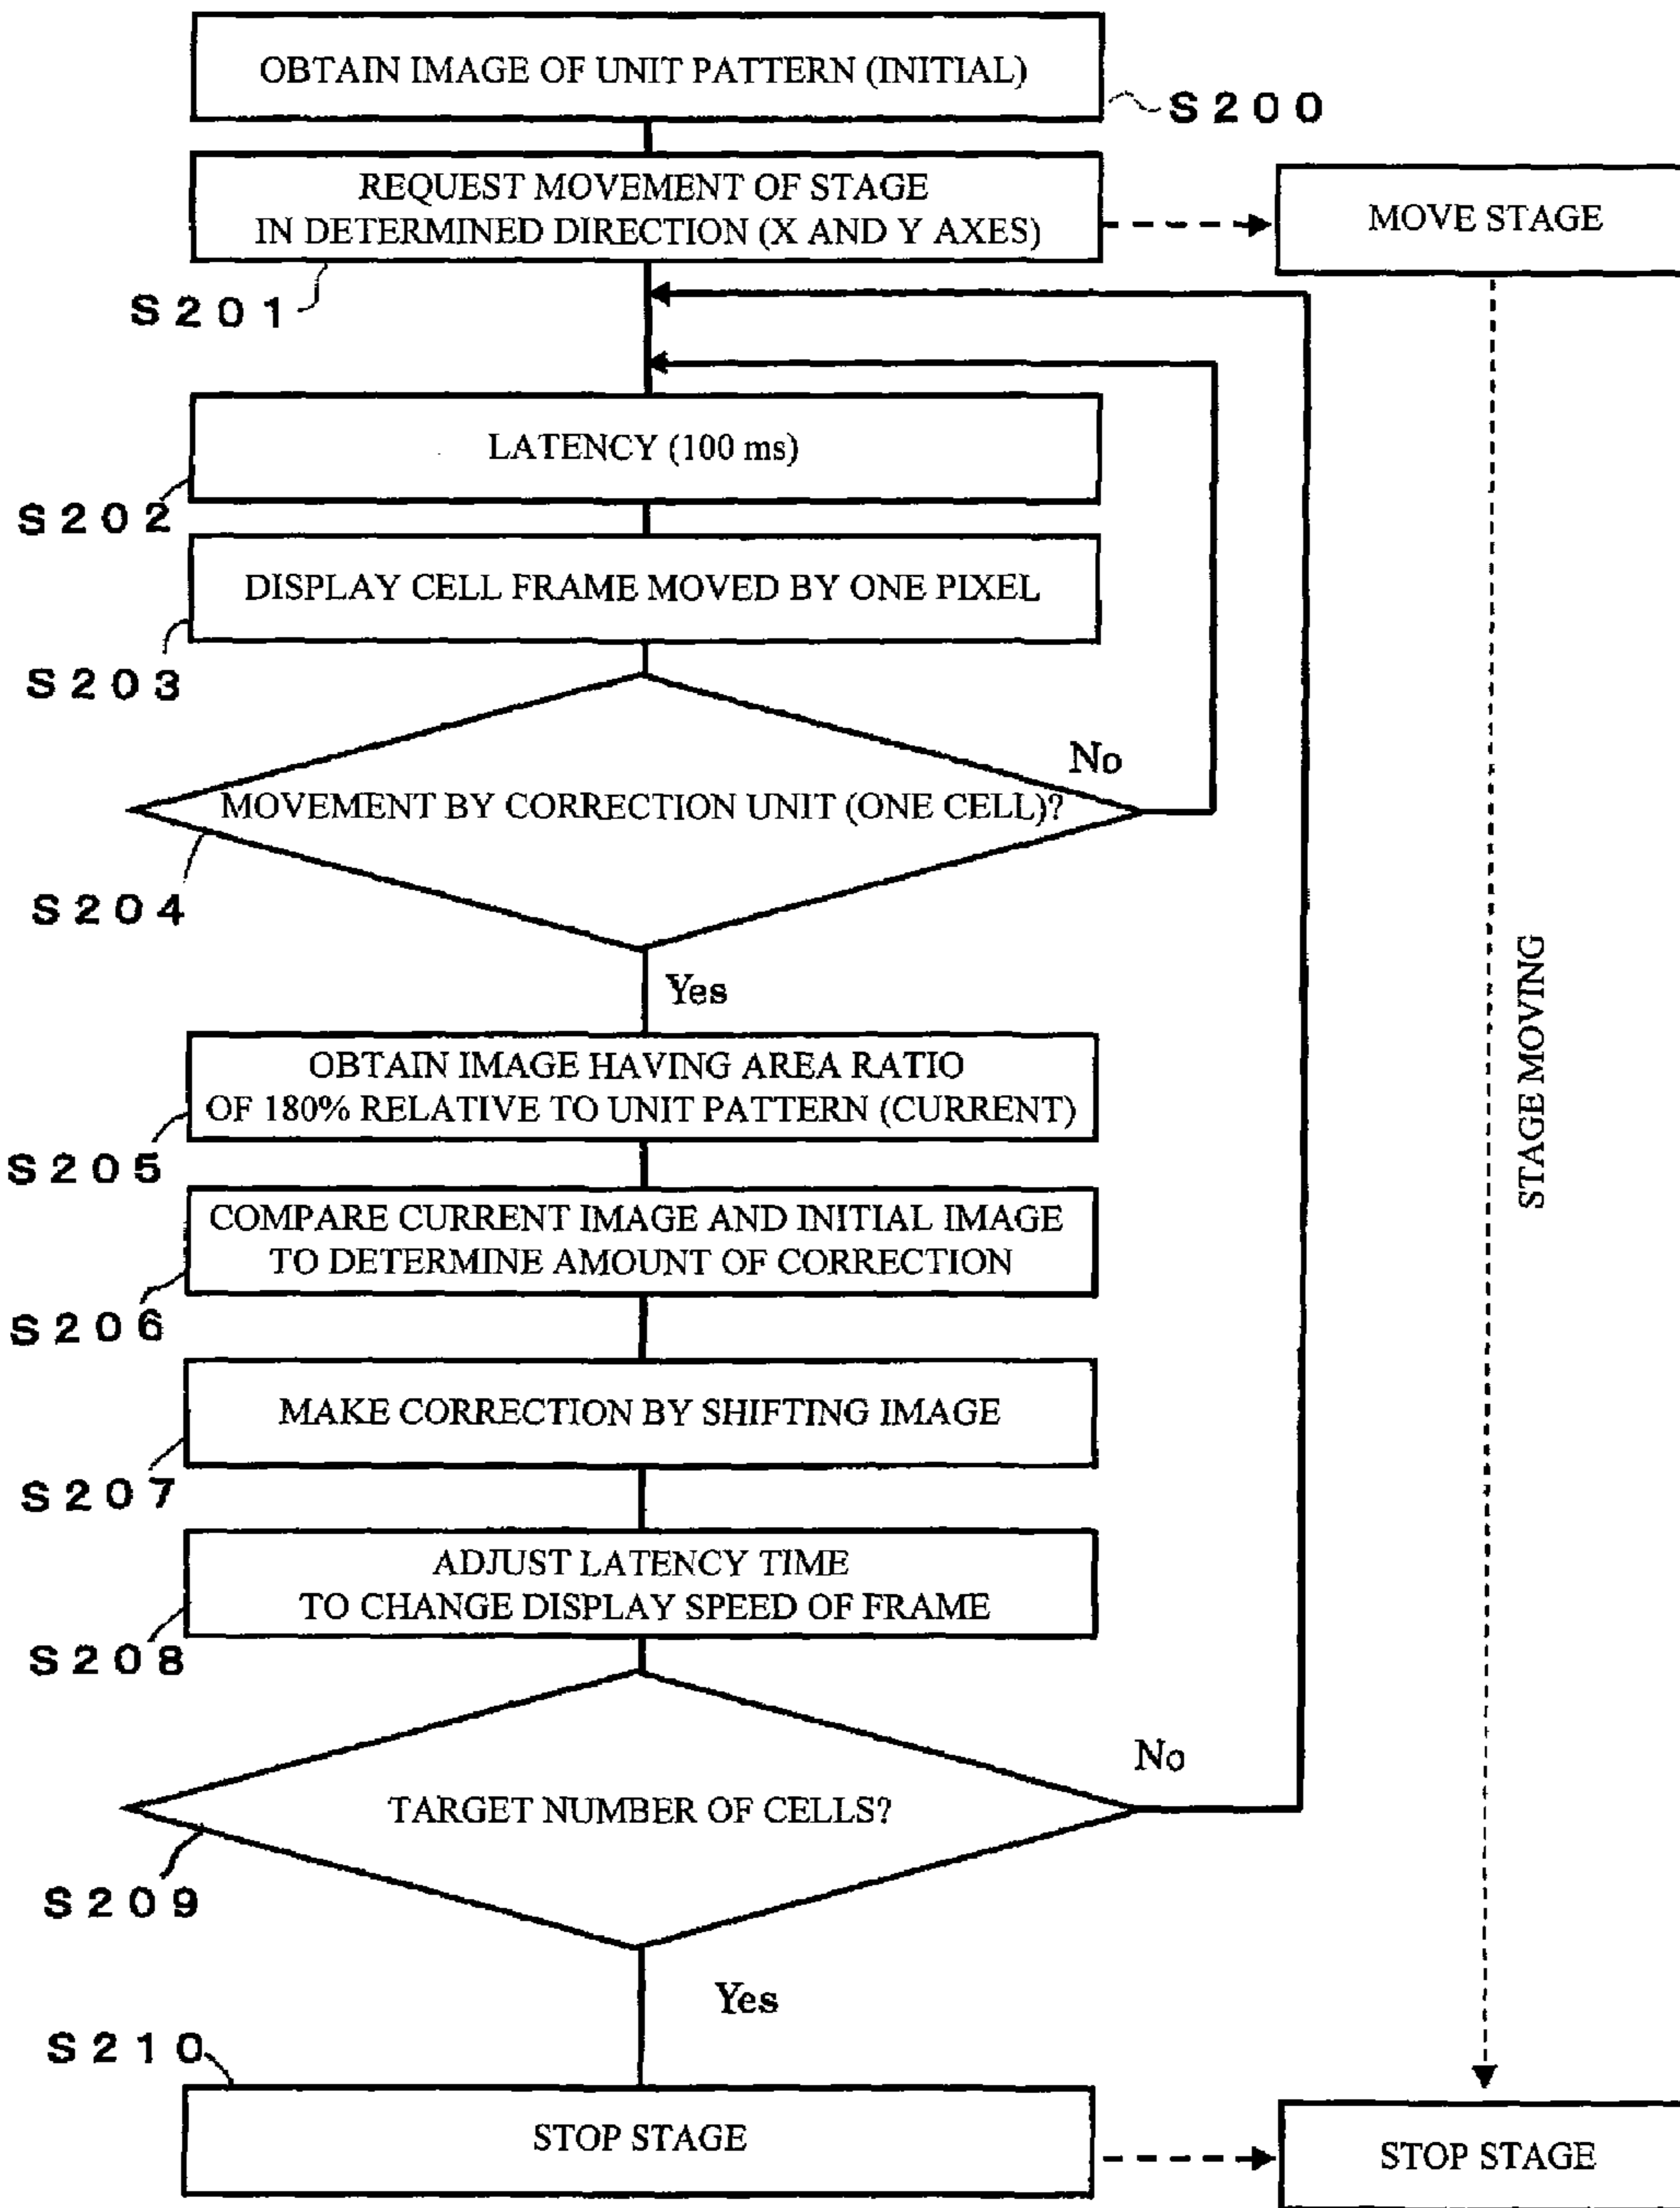 OBTAIN IMAGE OF UNIT PATTERN (INITIAL)
S200
REQUEST MOVEMENT OF STAGE
IN DETERMINED DIRECTION (X AND Y AXES)
MOVE STAGE
S201
LATENCY (100 ms)
S202
DISPLAY CELL FRAME MOVED BY ONE PIXEL
S203
No
MOVEMENT BY CORRECTION UNIT (ONE CELL)?
S204
Yes
STAGE MOVING
OBTAIN IMAGE HAVING AREA RATIO
OF 180% RELATIVE TO UNIT PATTERN (CURRENT)
S205
COMPARE CURRENT IMAGE AND INITIAL IMAGE
TO DETERMINE AMOUNT OF CORRECTION
S206
MAKE CORRECTION BY SHIFTING IMAGE
S207
ADJUST LATENCY TIME
TO CHANGE DISPLAY SPEED OF FRAME
S208
No
TARGET NUMBER OF CELLS?
S209
Yes
S210
STOP STAGE
STOP STAGE